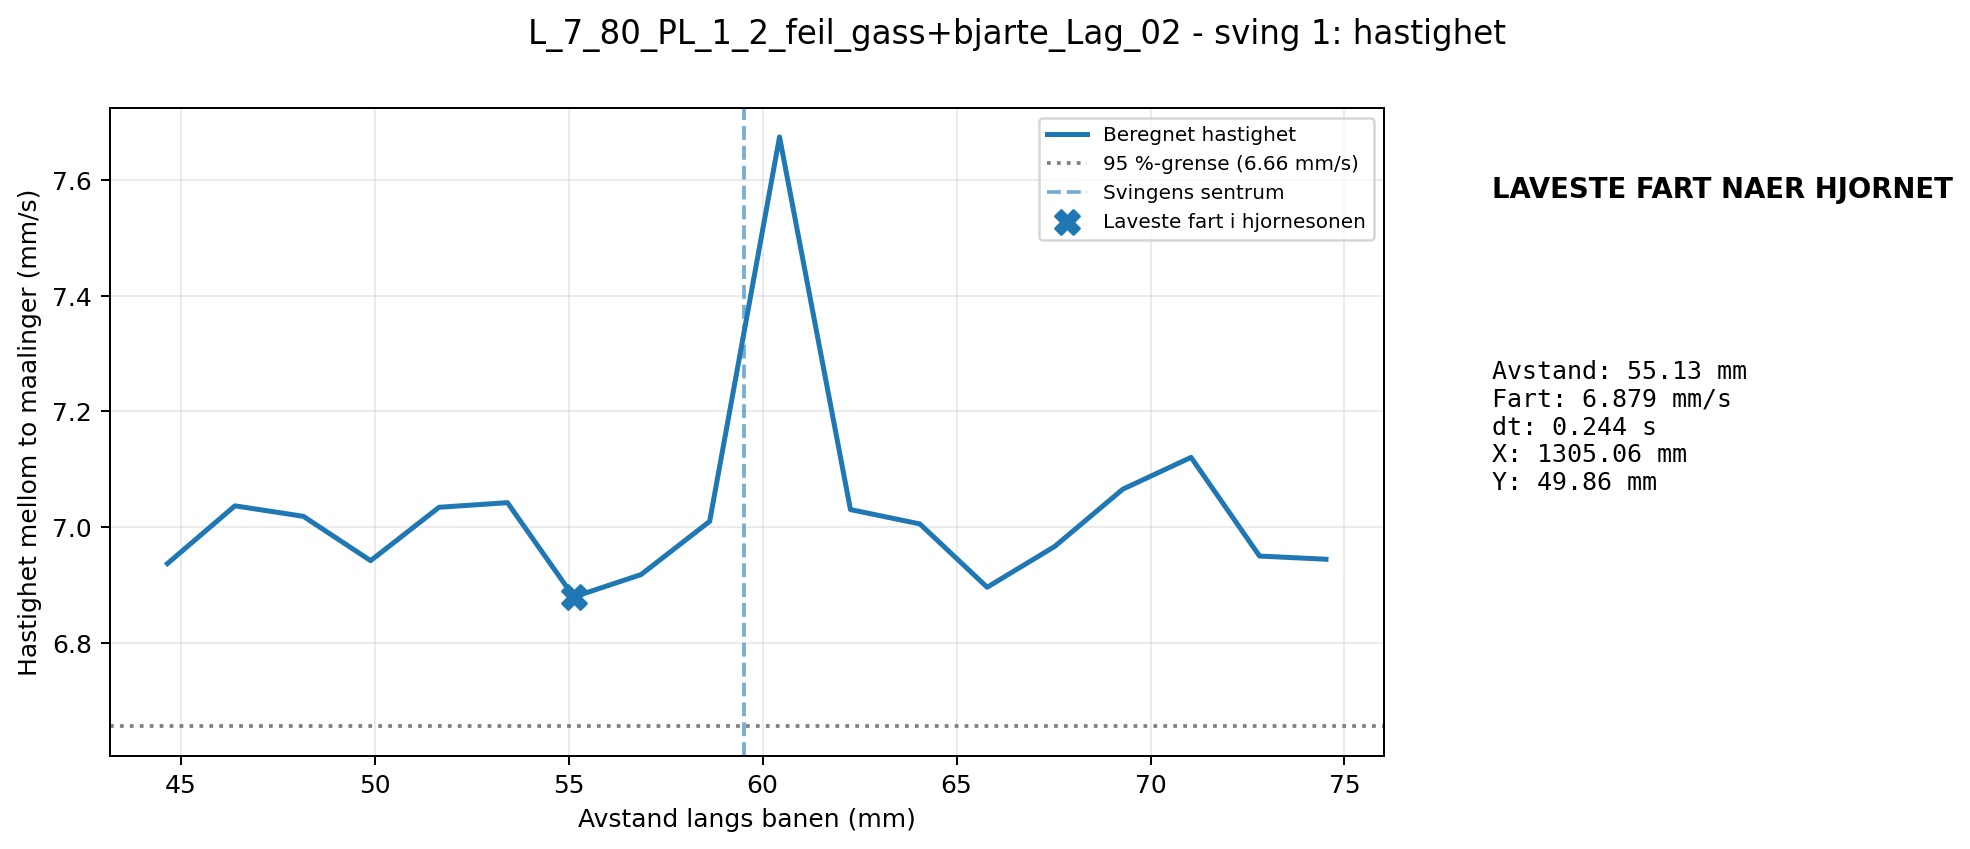 L_7_80_PL_1_2_feil_gass+bjarte_Lag_02 - sving 1: hastighet
Hastighet mellom to maalinger (mm/s)
7.6
7.4
7.2
7.0
6.8
Beregnet hastighet
95 %-grense (6.66 mm/s)
Svingens sentrum
Laveste fart i hjornesonen
45
50
55
60
65
70
75
Avstand langs banen (mm)
LAVESTE FART NAER HJORNET
Avstand: 55.13 mm
Fart: 6.879 mm/s
dt: 0.244 s
X: 1305.06 mm
Y: 49.86 mm